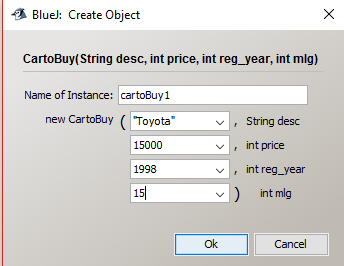 BlueJ: Create Object
CartoBuy(String desc, int price, int reg_year, int mlg)
Name of Instance: cartoBuy1
new CartoBuy ( "Toyota" , String desc
15000 , int price
1998 , int reg_year
15 ) int mlg
Ok Cancel